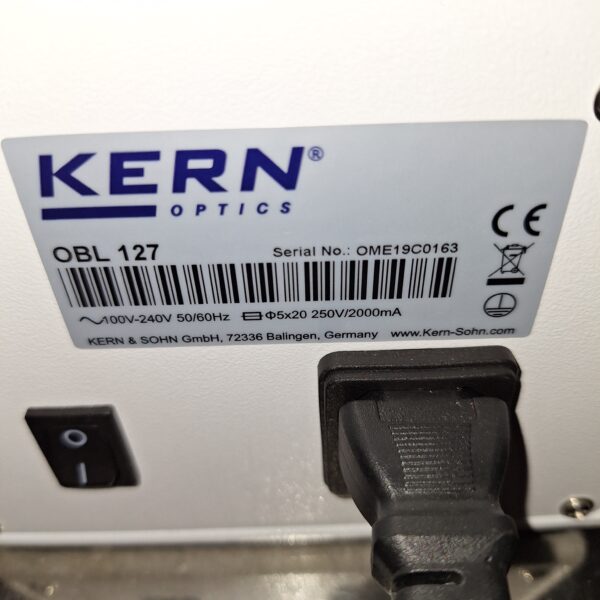 KERN®
OPTICS
OBL 127
Serial No.: OME19C0163
100V-240V 50/60Hz Φ5x20 250V/2000mA
KERN & SOHN GmbH, 72336 Balingen, Germany www.Kern-Sohn.com
CE
O
I